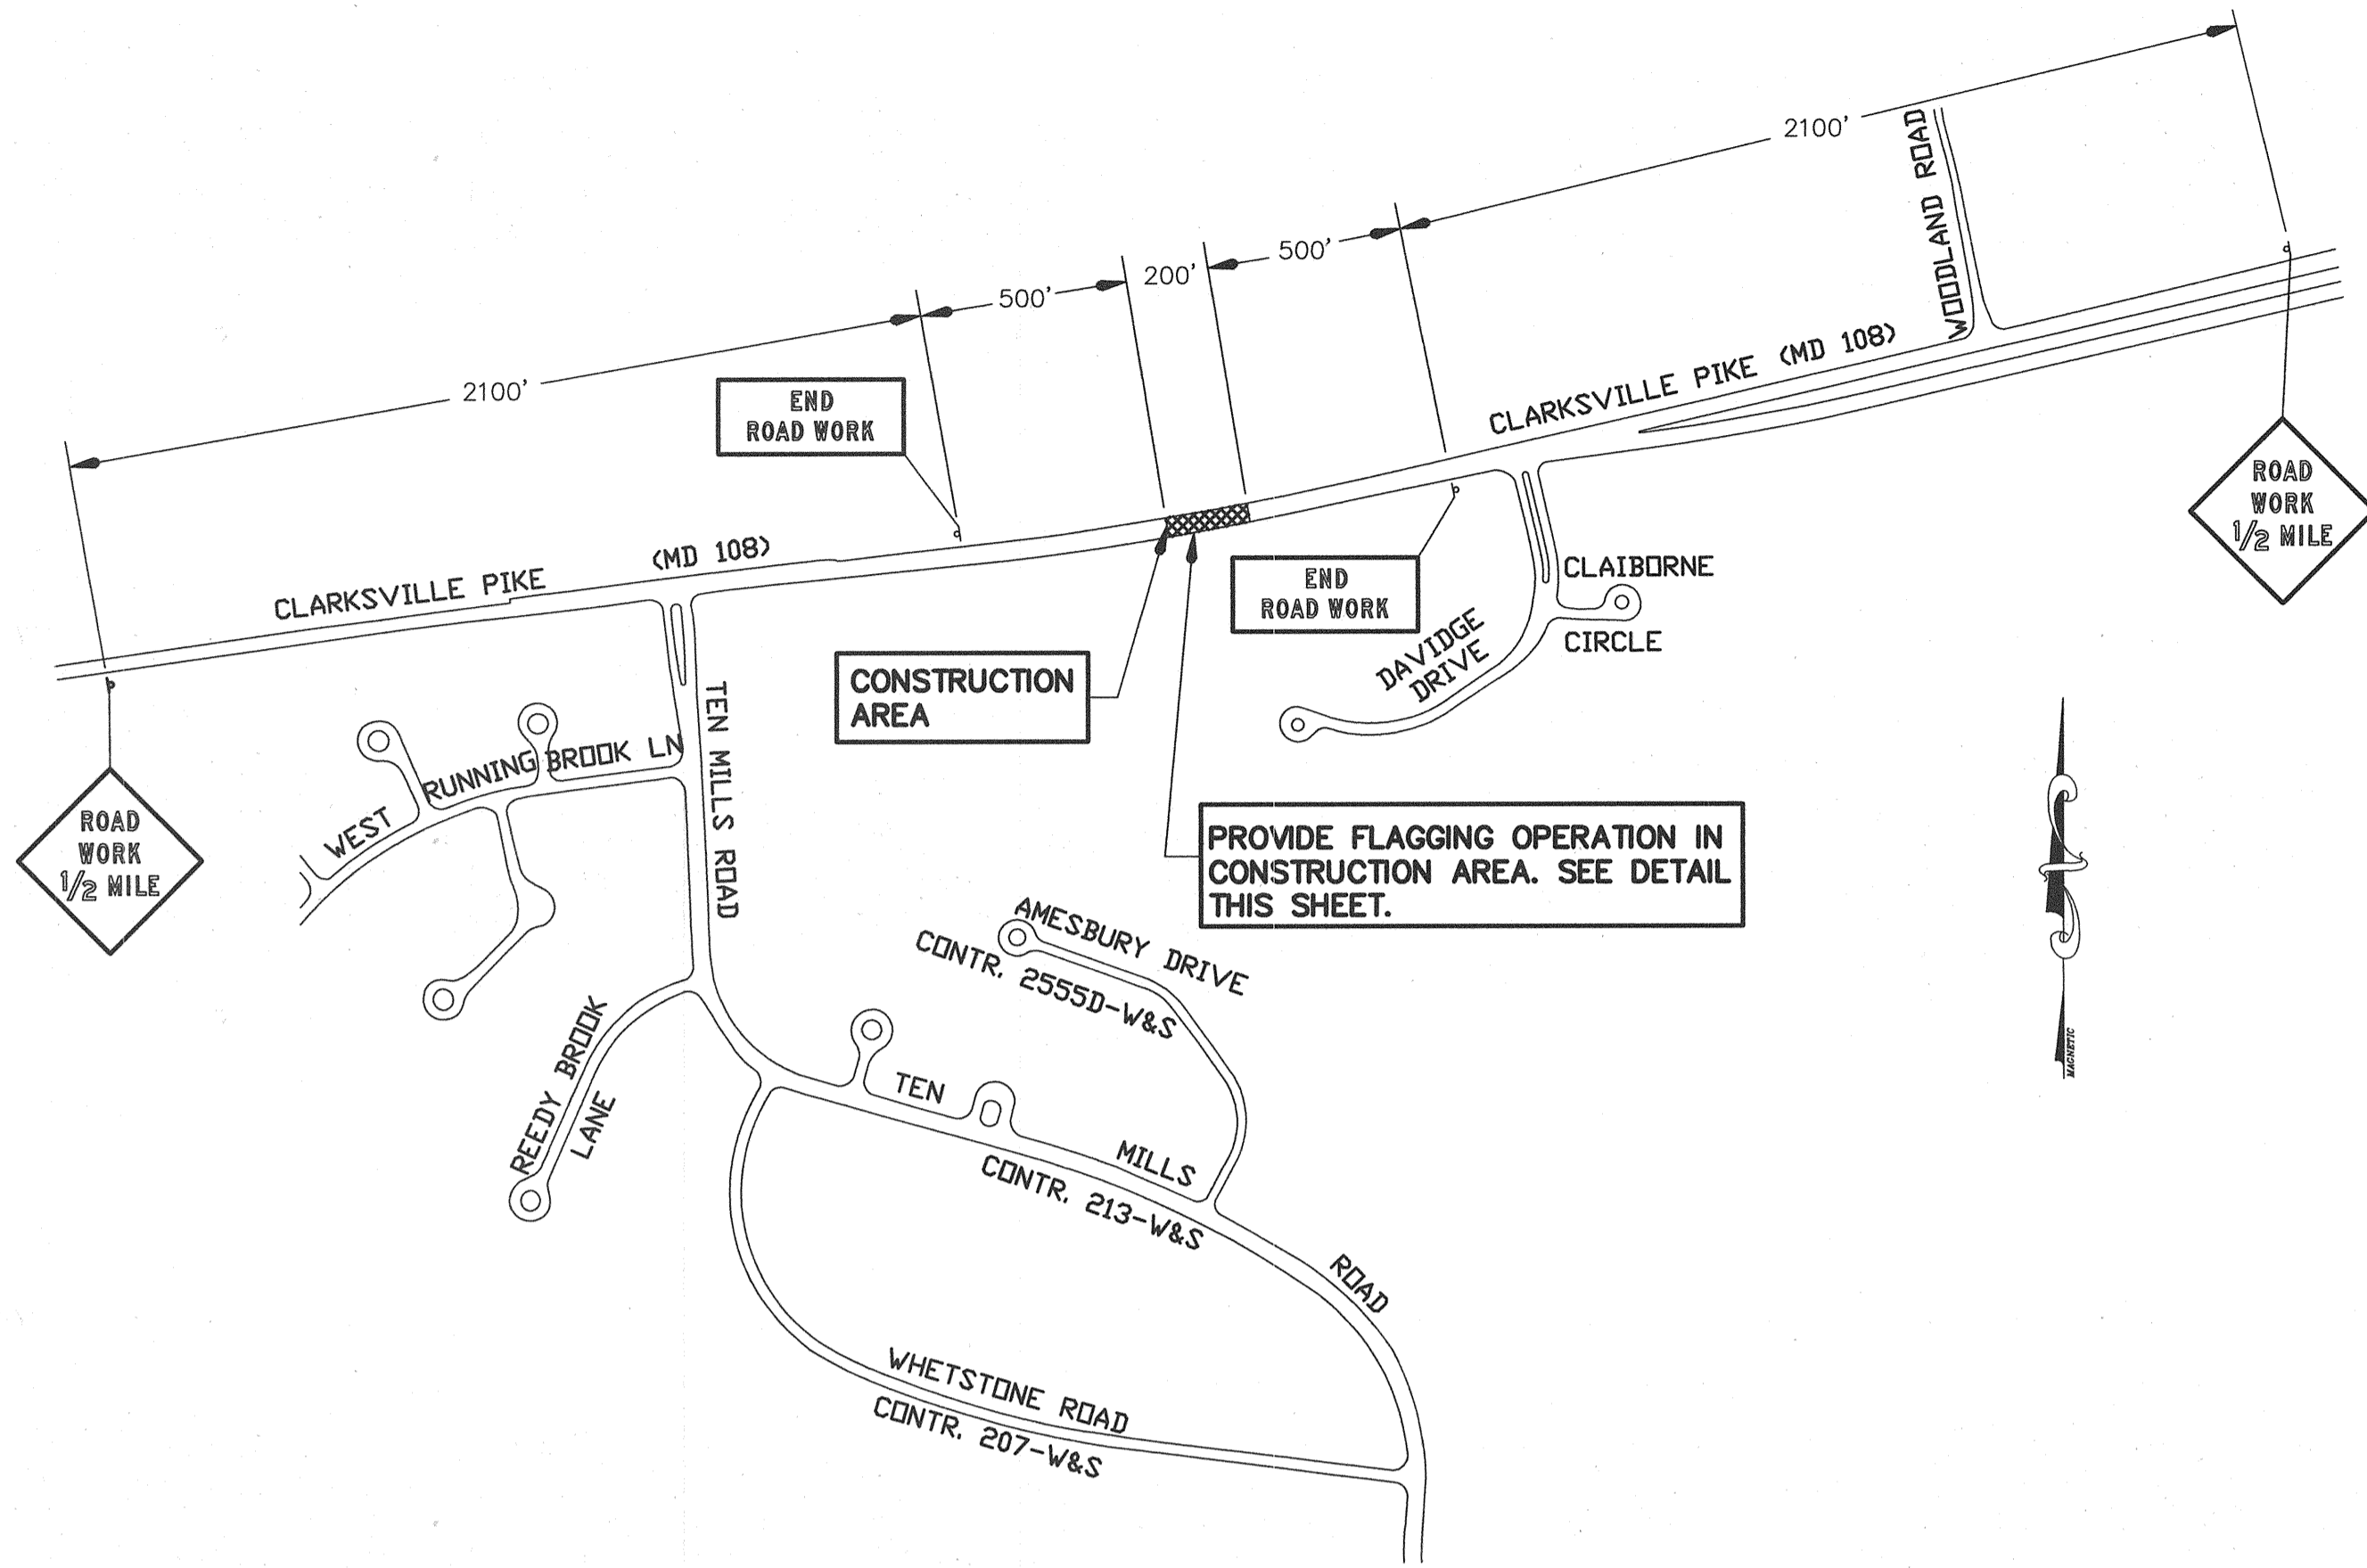 2100'
WOODLAND ROAD
500'
200'
500'
2100'
END
ROAD WORK
CLARKSVILLE PIKE (MD 108)
ROAD
WORK
1/2 MILE
CLARKSVILLE PIKE (MD 108)
END
ROAD WORK
CLAIBORNE
CIRCLE
DAVIDGE
DRIVE
CONSTRUCTION
AREA
TEN MILLS ROAD
WEST RUNNING BROOK LN
ROAD
WORK
1/2 MILE
PROVIDE FLAGGING OPERATION IN
CONSTRUCTION AREA. SEE DETAIL
THIS SHEET.
AMESBURY DRIVE
CONTR. 2555D-W&S
MAGNETIC
REEDY BROOK
LANE
TEN MILLS ROAD
CONTR. 213-W&S
WHETSTONE ROAD
CONTR. 207-W&S